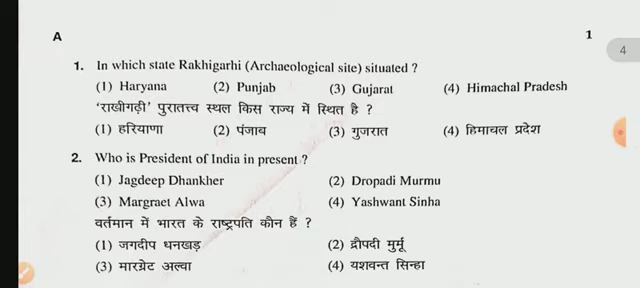 A 1
4
1. In which state Rakhigarhi (Archaeological site) situated ?
(1) Haryana (2) Punjab (3) Gujarat (4) Himachal Pradesh
'राखीगढ़ी' पुरातत्त्व स्थल किस राज्य में स्थित है ?
(1) हरियाणा (2) पंजाब (3) गुजरात (4) हिमाचल प्रदेश
2. Who is President of India in present ?
(1) Jagdeep Dhankher (2) Dropadi Murmu
(3) Margraet Alwa (4) Yashwant Sinha
वर्तमान में भारत के राष्ट्रपति कौन हैं ?
(1) जगदीप धनखड़ (2) द्रौपदी मुर्मू
(3) मारग्रेट अल्वा (4) यशवन्त सिन्हा